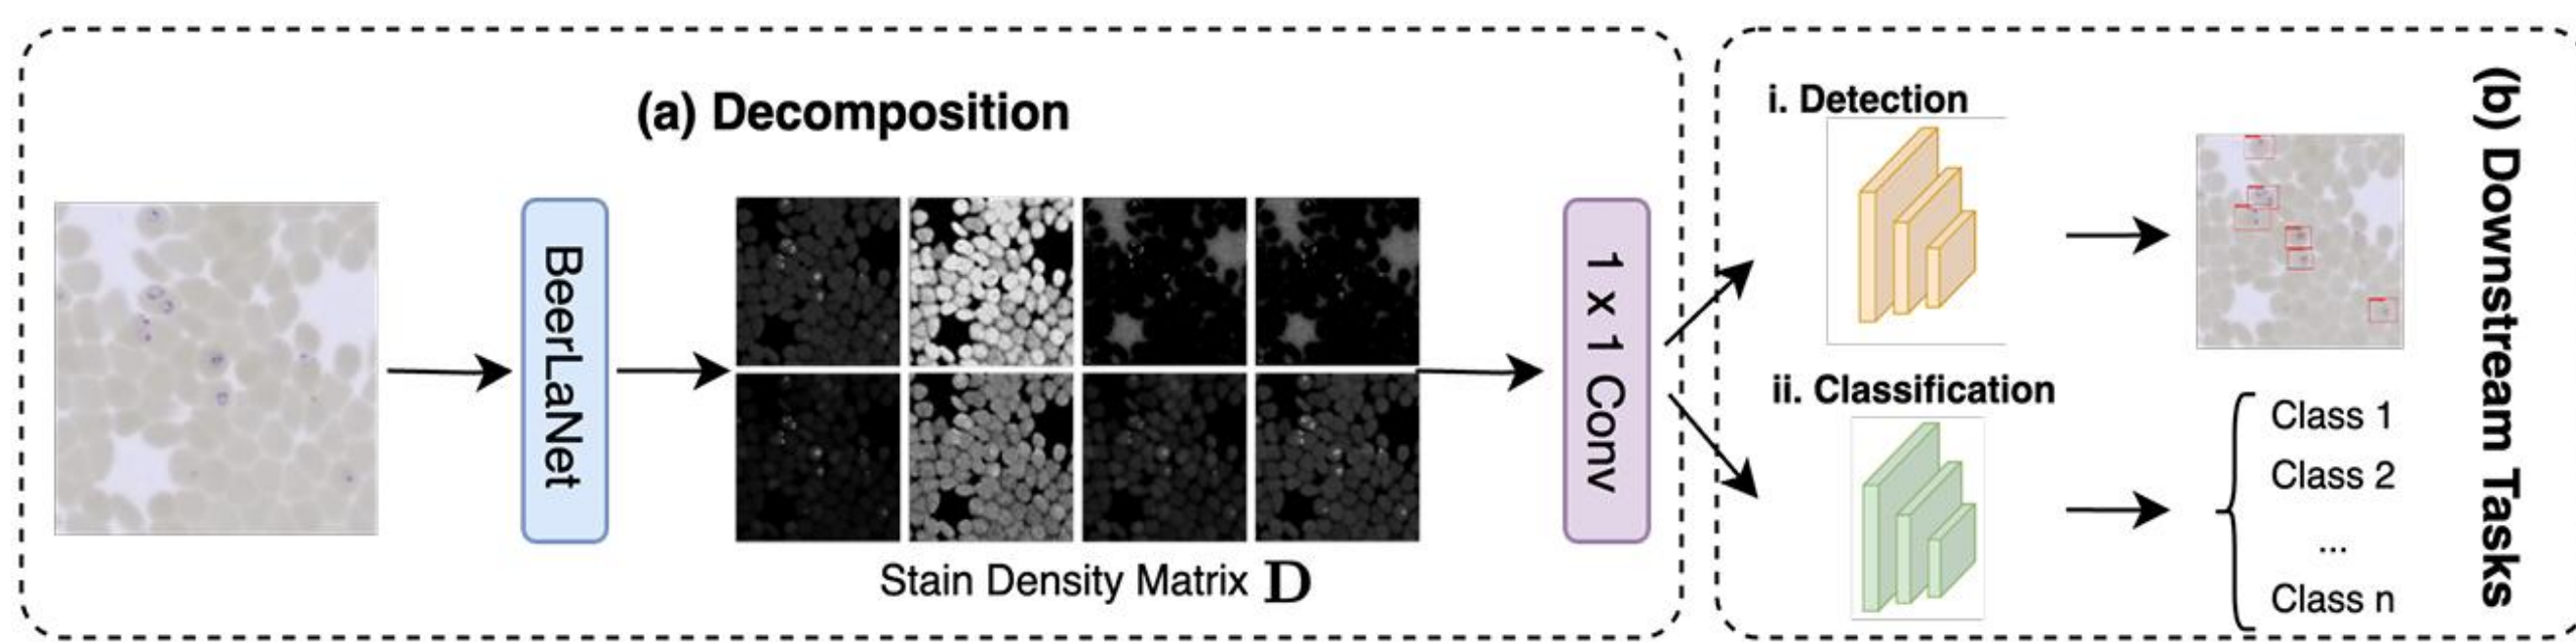 (a) Decomposition
BeerLaNet
Stain Density Matrix D
1 x 1 Conv
i. Detection
ii. Classification
Class 1
Class 2
...
Class n
(b) Downstream Tasks